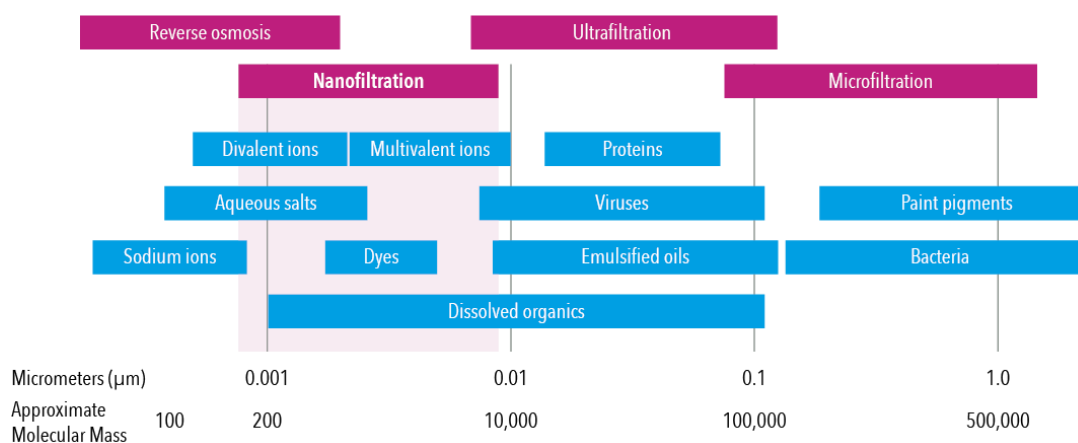 Reverse osmosis
Ultrafiltration
Nanofiltration
Microfiltration
Divalent ions
Multivalent ions
Proteins
Aqueous salts
Viruses
Paint pigments
Sodium ions
Dyes
Emulsified oils
Bacteria
Dissolved organics
Micrometers (µm) 0.001 0.01 0.1 1.0
Approximate
Molecular Mass 100 200 10,000 100,000 500,000